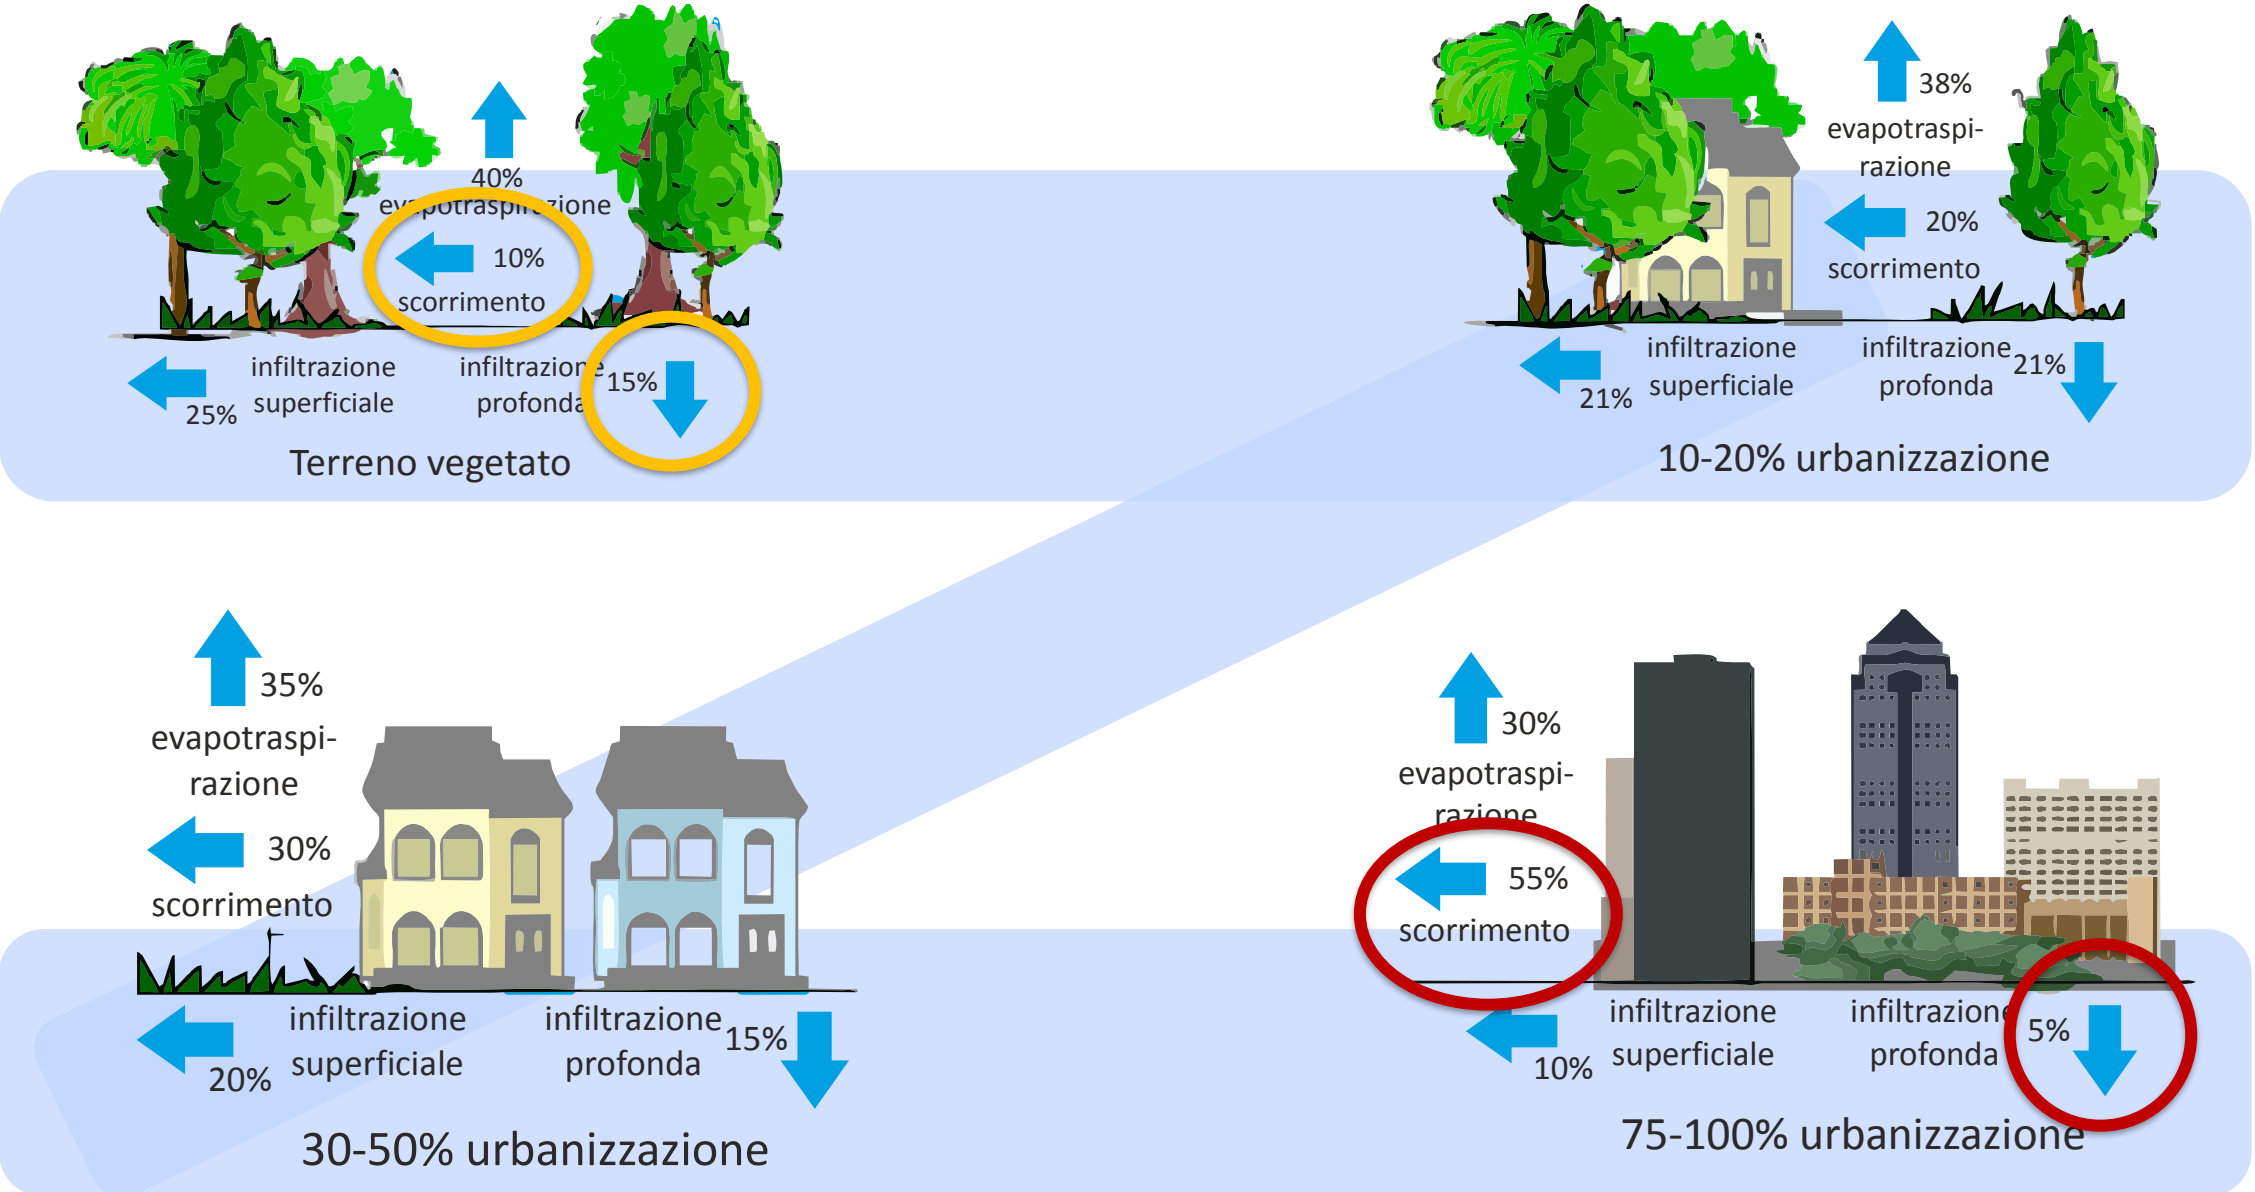 40%
evapotraspirazione
10%
scorrimento
infiltrazione
superficiale
25%
infiltrazione
profonda
15%
Terreno vegetato
38%
evapotraspi-
razione
20%
scorrimento
infiltrazione
superficiale
21%
infiltrazione
profonda
21%
10-20% urbanizzazione
35%
evapotraspi-
razione
30%
scorrimento
infiltrazione
superficiale
20%
infiltrazione
profonda
15%
30-50% urbanizzazione
30%
evapotraspi-
razione
55%
scorrimento
infiltrazione
superficiale
10%
infiltrazione
profonda
5%
75-100% urbanizzazione